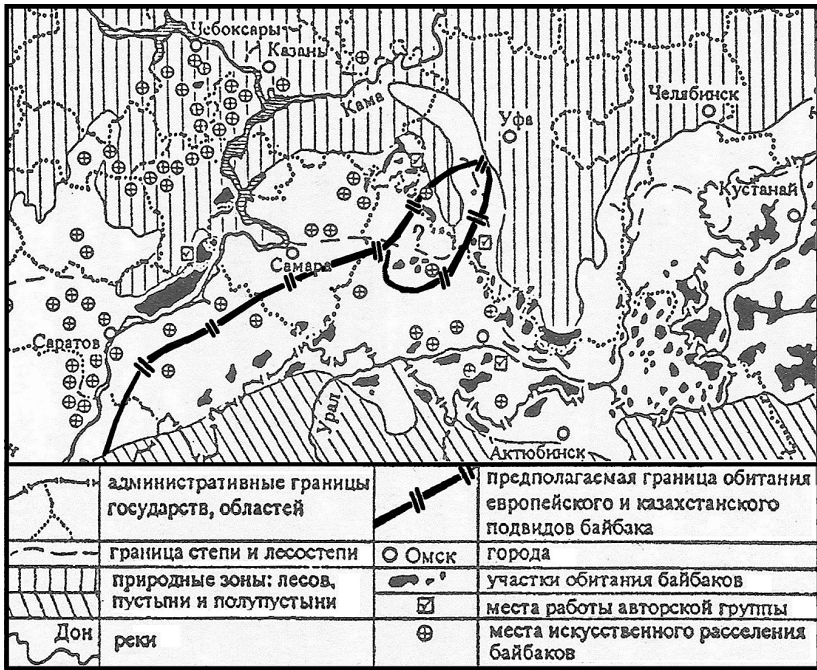 Чебоксары
Казань
Кама
Уфа
Челябинск
Кустанай
?
Самара
Саратов
Урал
Актюбинск
административные границы
государств, областей
граница степи и лесостепи
природные зоны: лесов,
пустыни и полупустыни
Дон
реки
предполагаемая граница обитания
европейского и казахстанского
подвидов байбака
Омск
города
участки обитания байбаков
места работы авторской группы
места искусственного расселения
байбаков